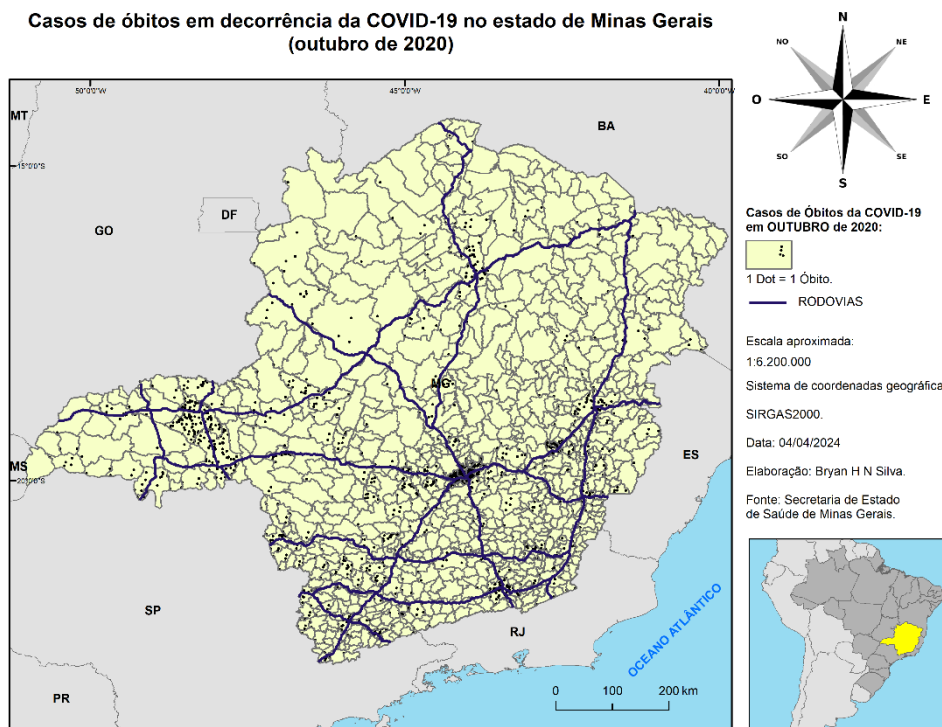 Casos de óbitos em decorrência da COVID-19 no estado de Minas Gerais
(outubro de 2020)
N
NO
NE
O
E
SO
SE
S
50°0'0"O
45°0'0"O
40°0'0"O
MT
BA
15°0'0"S
DF
GO
MG
MS
20°0'0"S
ES
SP
RJ
PR
OCEANO ATLÂNTICO
0
100
200 km
Casos de Óbitos da COVID-19
em OUTUBRO de 2020:
1 Dot = 1 Óbito.
RODOVIAS
Escala aproximada:
1:6.200.000
Sistema de coordenadas geográfica
SIRGAS2000.
Data: 04/04/2024
Elaboração: Bryan H N Silva.
Fonte: Secretaria de Estado
de Saúde de Minas Gerais.